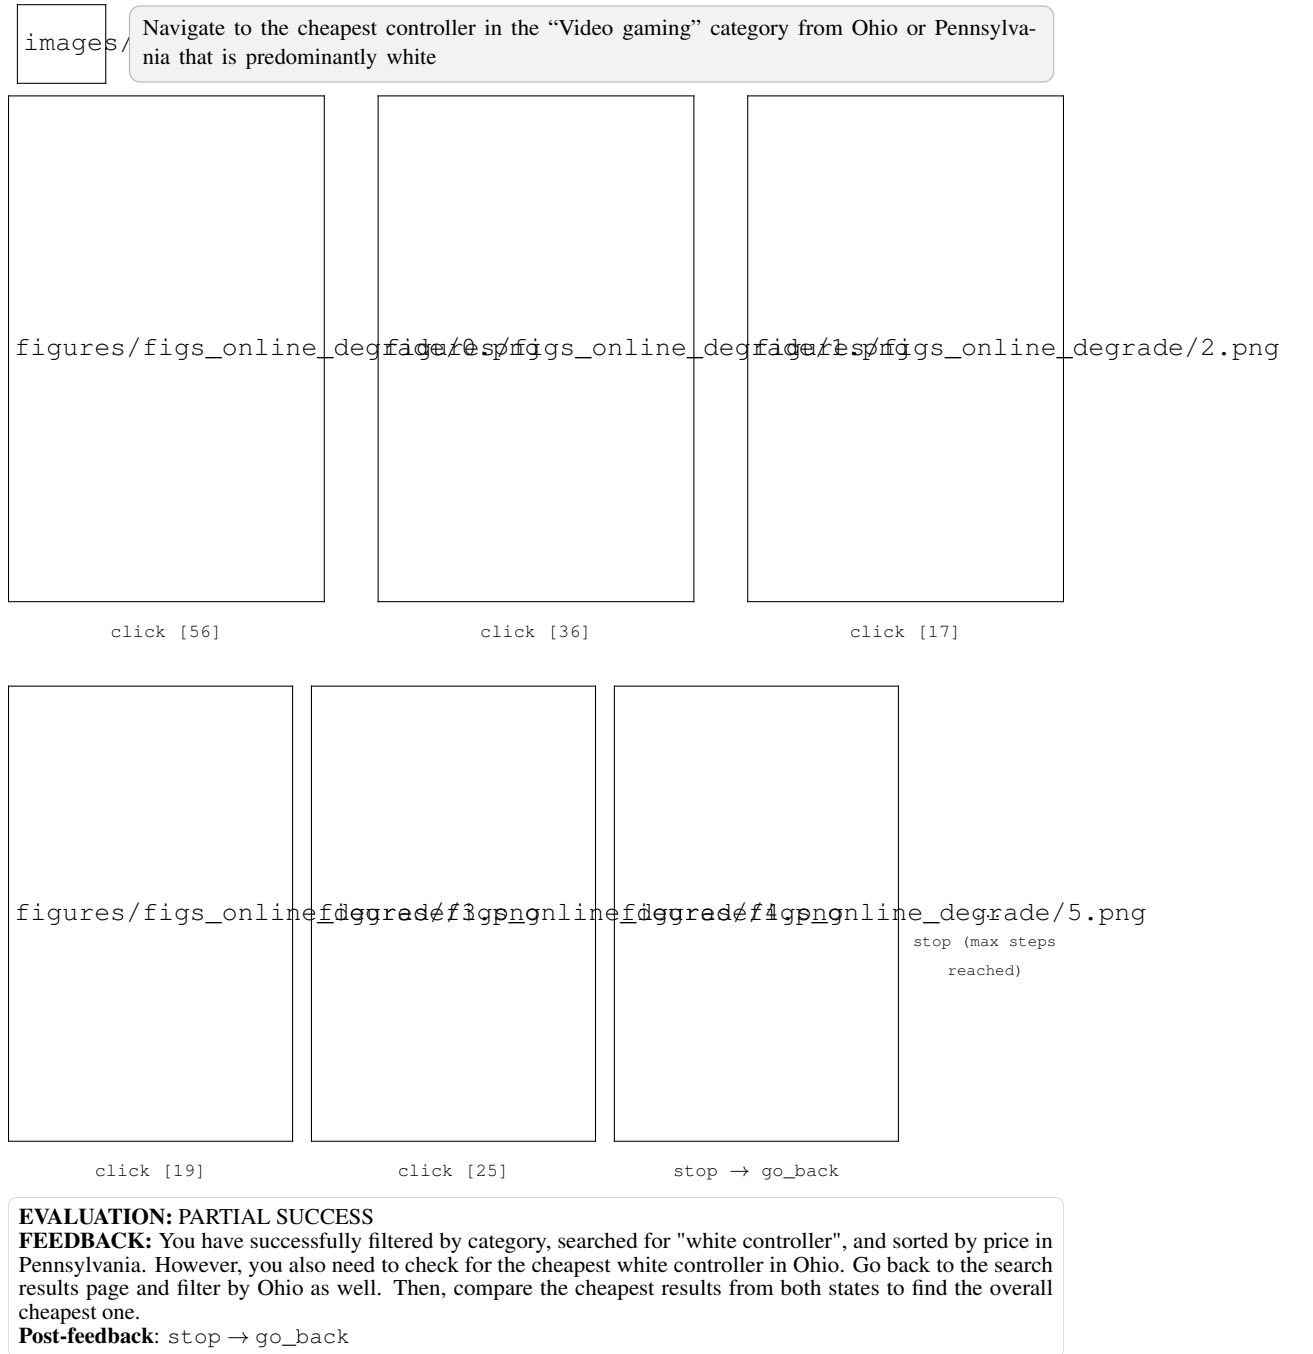 images/
Navigate to the cheapest controller in the “Video gaming” category from Ohio or Pennsylva-
nia that is predominantly white
figures/figs_online_degrade/0.png
figures/figs_online_degrade/1.png
figures/figs_online_degrade/2.png
click [56]
click [36]
click [17]
figures/figs_online_degrade/3.png
figures/figs_online_degrade/4.png
figures/figs_online_degrade/5.png
...
stop (max steps
reached)
click [19]
click [25]
stop → go_back
EVALUATION: PARTIAL SUCCESS
FEEDBACK: You have successfully filtered by category, searched for "white controller", and sorted by price in
Pennsylvania. However, you also need to check for the cheapest white controller in Ohio. Go back to the search
results page and filter by Ohio as well. Then, compare the cheapest results from both states to find the overall
cheapest one.
Post-feedback: stop → go_back